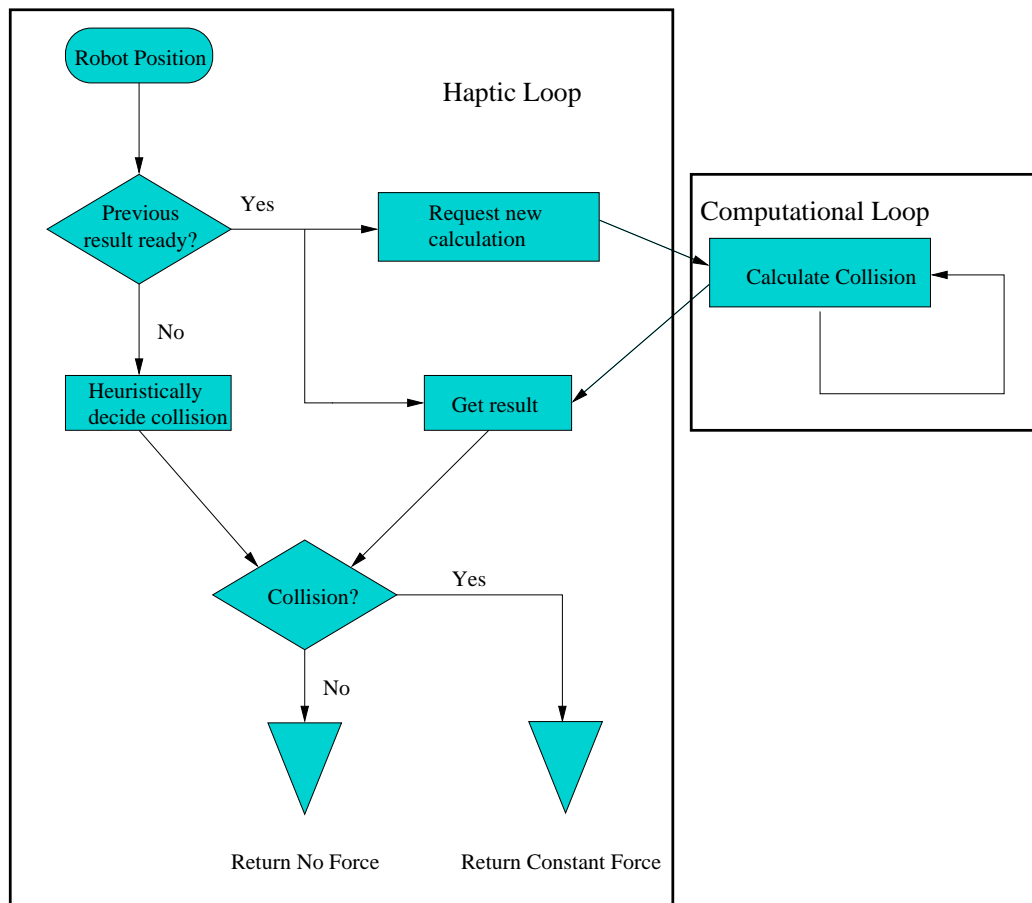 Robot Position
Haptic Loop
Previous
result ready?
Yes
Request new
calculation
Computational Loop
Calculate Collision
No
Heuristically
decide collision
Get result
Collision?
Yes
No
Return No Force
Return Constant Force